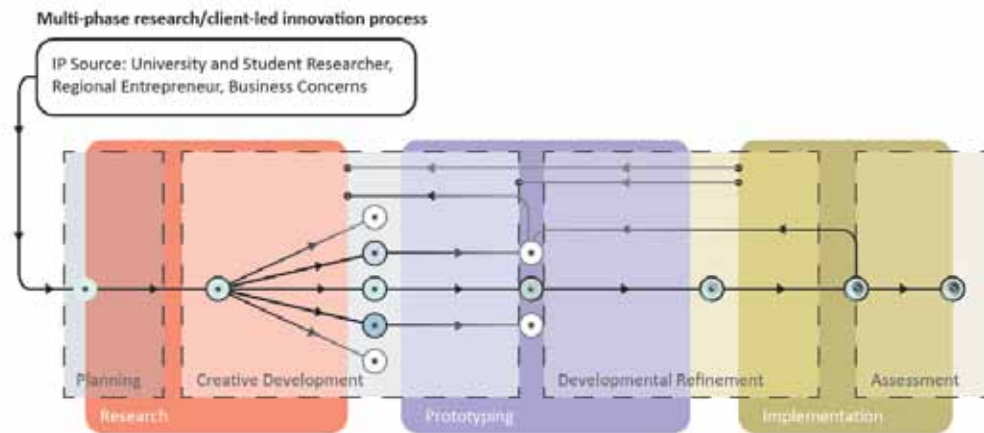 Multi-phase research/client-led innovation process
IP Source: University and Student Researcher,
Regional Entrepreneur, Business Concerns
Planning
Creative Development
Developmental Refinement
Assessment
Research
Prototyping
Implementation